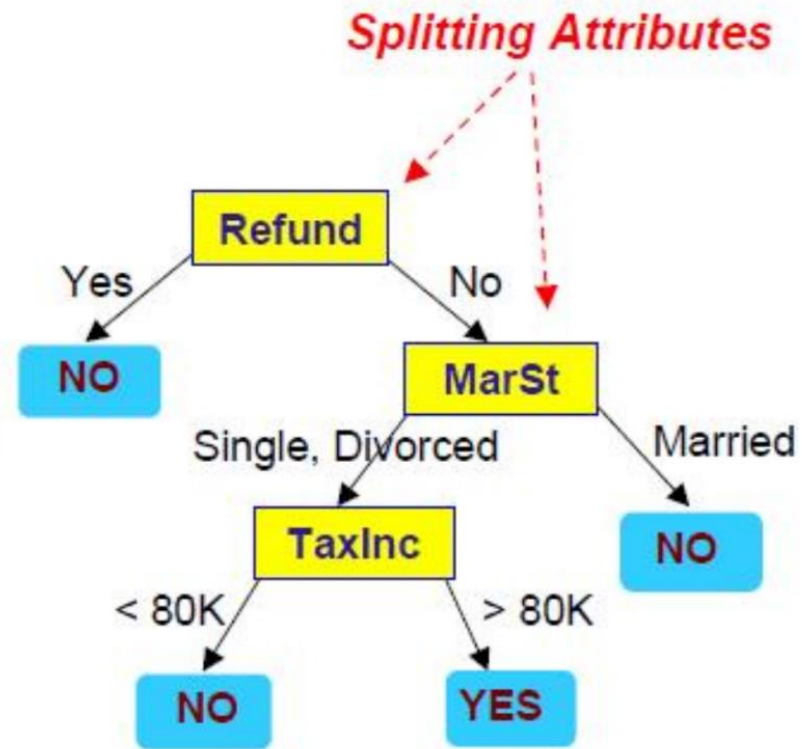 Splitting Attributes
Refund
Yes
No
NO
MarSt
Single, Divorced
Married
TaxInc
NO
< 80K
> 80K
NO
YES